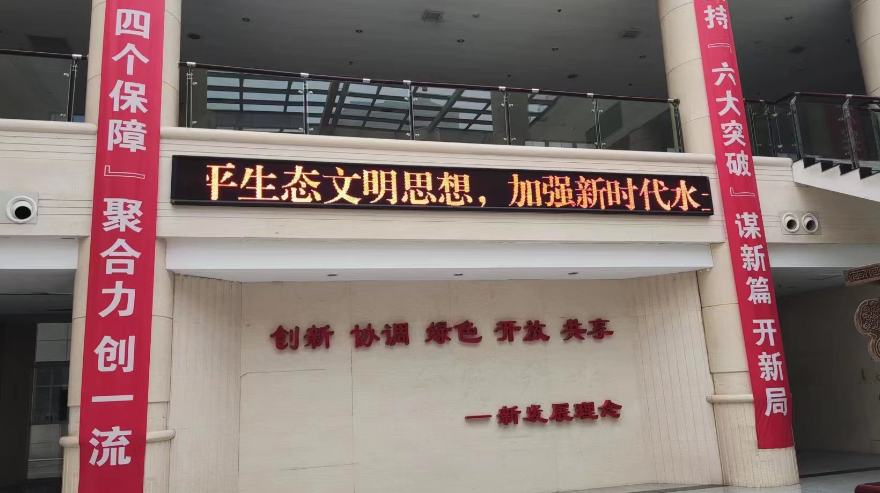 四个保障』聚合力 创一流
平生态文明思想，加强新时代水
创新 协调 绿色 开放 共享
—新发展理念
持『六大突破』谋新篇 开新局